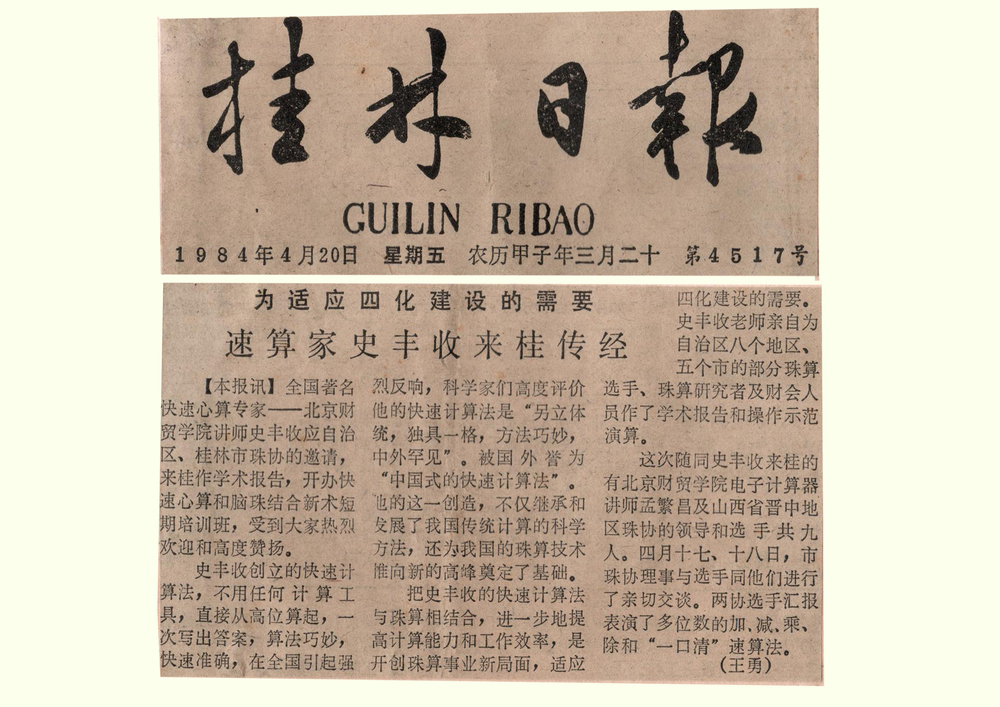 桂林日報
GUILIN RIBAO
1984年4月20日 星期五 农历甲子年三月二十 第4517号
为适应四化建设的需要
速算家史丰收来桂传经
【本报讯】全国著名
快速心算专家——北京财
贸学院讲师史丰收应自治
区、桂林市珠协的邀请，
来桂作学术报告，开办快
速心算和脑珠结合新术短
期培训班，受到大家热烈
欢迎和高度赞扬。
史丰收创立的快速计
算法，不用任何计算工
具，直接从高位算起，一
次写出答案，算法巧妙，
快速准确，在全国引起强
烈反响，科学家们高度评价
他的快速计算法是“另立体
统，独具一格，方法巧妙，
中外罕见”。被国外誉为
“中国式的快速计算法”。
他的这一创造，不仅继承和
发展了我国传统计算的科学
方法，还为我国的珠算技术
推向新的高峰奠定了基础。
把史丰收的快速计算法
与珠算相结合，进一步地提
高计算能力和工作效率，是
开创珠算事业新局面，适应
四化建设的需要。
史丰收老师亲自为
自治区八个地区、
五个市的部分珠算
选手、珠算研究者及财会人
员作了学术报告和操作示范
演算。
这次随同史丰收来桂的
有北京财贸学院电子计算器
讲师孟繁昌及山西省晋中地
区珠协的领导和选手共九
人。四月十七、十八日，市
珠协理事与选手同他们进行
了亲切交谈。两协选手汇报
表演了多位数的加、减、乘、
除和“一口清”速算法。
（王勇）